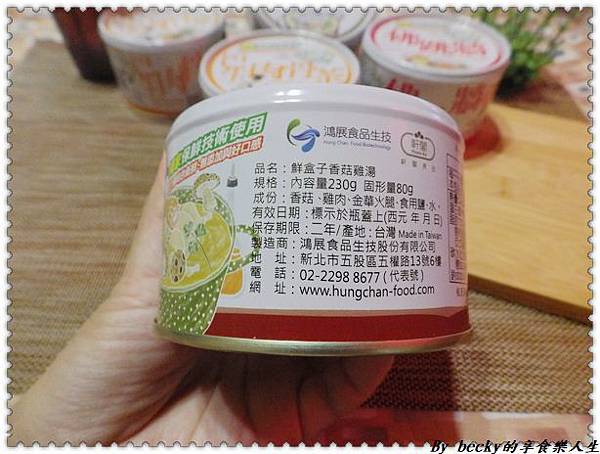 保鮮技術使用
鴻展食品生技
Hung Chan Food Biotechnology
軒閣
軒閣食品
品名：鮮盒子香菇雞湯
規格：內容量230g 固形量80g
成份：香菇、雞肉、金華火腿、食用鹽、水、
有效日期：標示於瓶蓋上(西元 年 月 日)
保存期限：二年/產地：台灣 Made in Taiwan
製造商：鴻展食品生技股份有限公司
地 址：新北市五股區五權路13號6樓
電 話：02-2298 8677 (代表號)
網 址：www.hungchan-food.com
By becky的享食樂人生